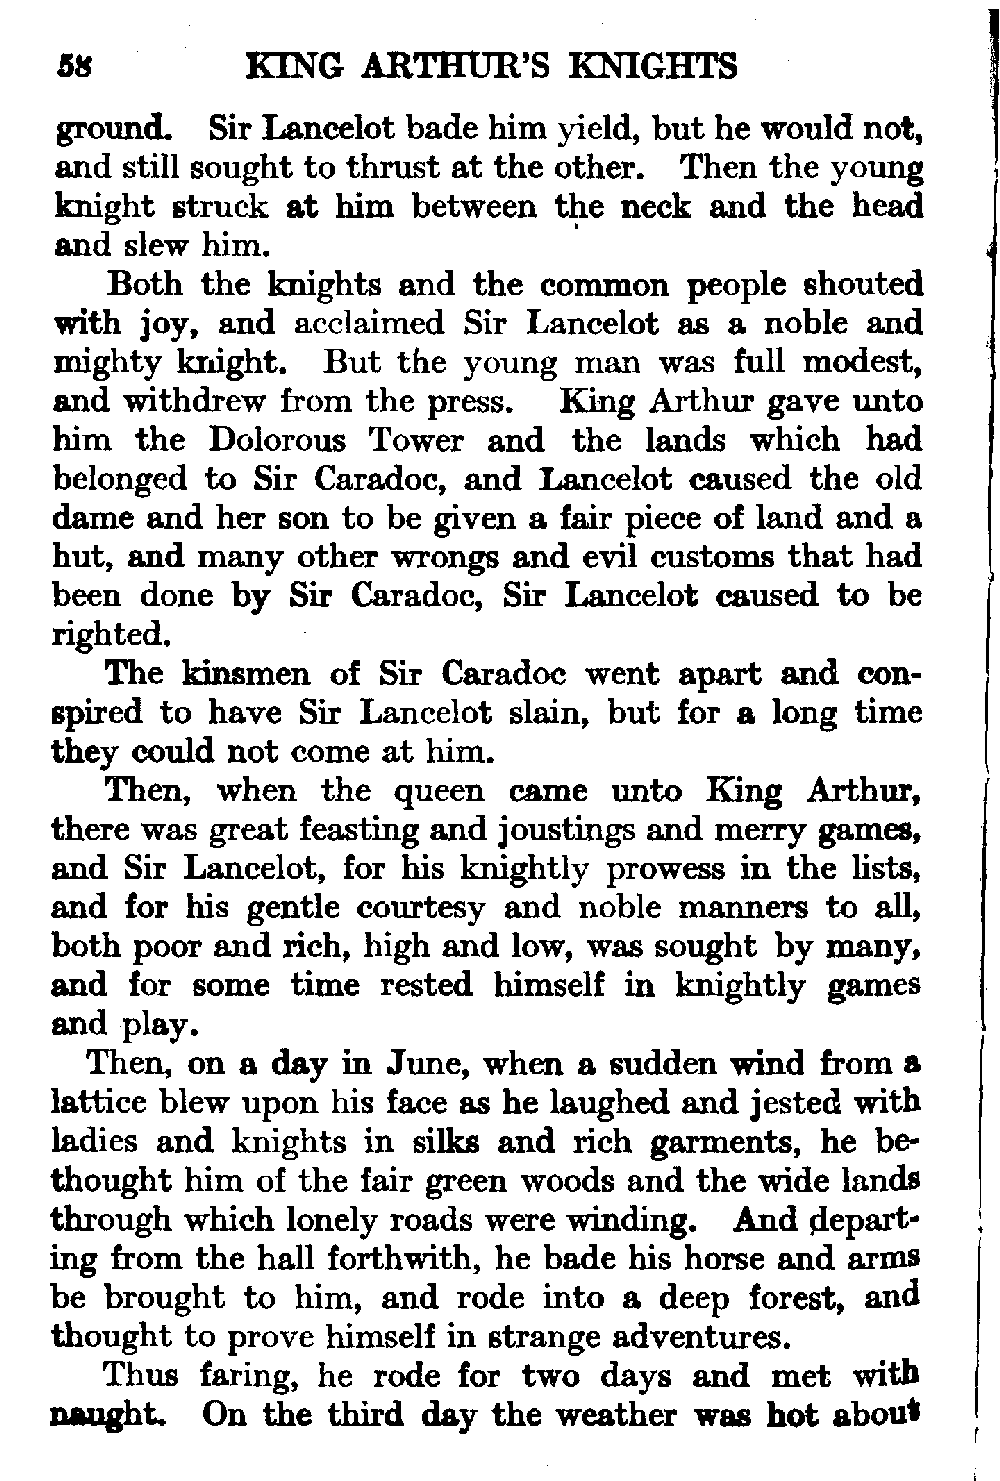 58 KING ARTHUR'S KNIGHTS
ground. Sir Lancelot bade him yield, but he would not,
and still sought to thrust at the other. Then the young
knight struck at him between the neck and the head
and slew him.
Both the knights and the common people shouted
with joy, and acclaimed Sir Lancelot as a noble and
mighty knight. But the young man was full modest,
and withdrew from the press. King Arthur gave unto
him the Dolorous Tower and the lands which had
belonged to Sir Caradoc, and Lancelot caused the old
dame and her son to be given a fair piece of land and a
hut, and many other wrongs and evil customs that had
been done by Sir Caradoc, Sir Lancelot caused to be
righted.
The kinsmen of Sir Caradoc went apart and con-
spired to have Sir Lancelot slain, but for a long time
they could not come at him.
Then, when the queen came unto King Arthur,
there was great feasting and joustings and merry games,
and Sir Lancelot, for his knightly prowess in the lists,
and for his gentle courtesy and noble manners to all,
both poor and rich, high and low, was sought by many,
and for some time rested himself in knightly games
and play.
Then, on a day in June, when a sudden wind from a
lattice blew upon his face as he laughed and jested with
ladies and knights in silks and rich garments, he be-
thought him of the fair green woods and the wide lands
through which lonely roads were winding. And depart-
ing from the hall forthwith, he bade his horse and arms
be brought to him, and rode into a deep forest, and
thought to prove himself in strange adventures.
Thus faring, he rode for two days and met with
naught. On the third day the weather was hot about